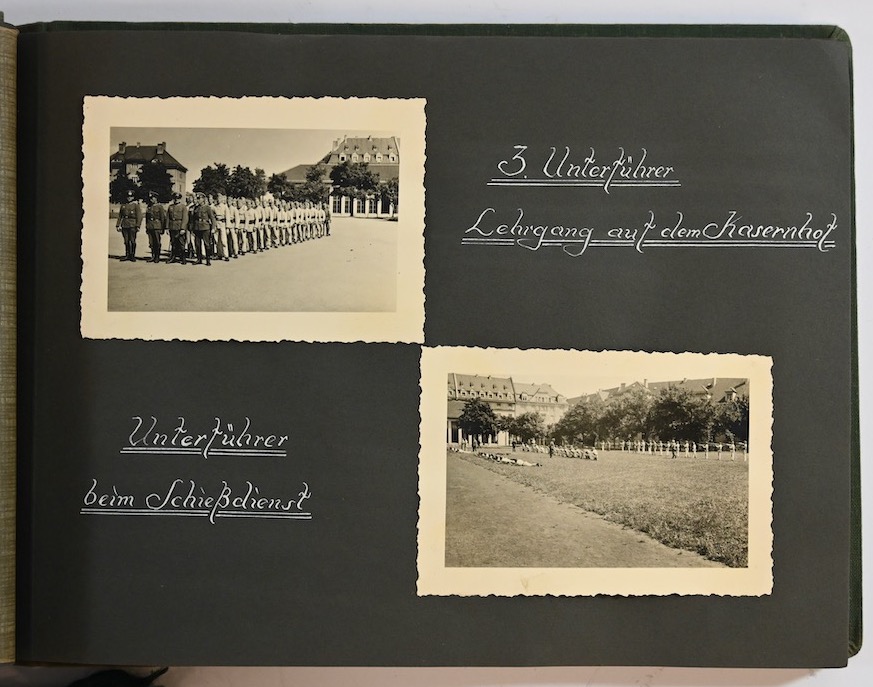 3. Unterführer
Lehrgang auf dem Kasernhof
Unterführer
beim Schießdienst